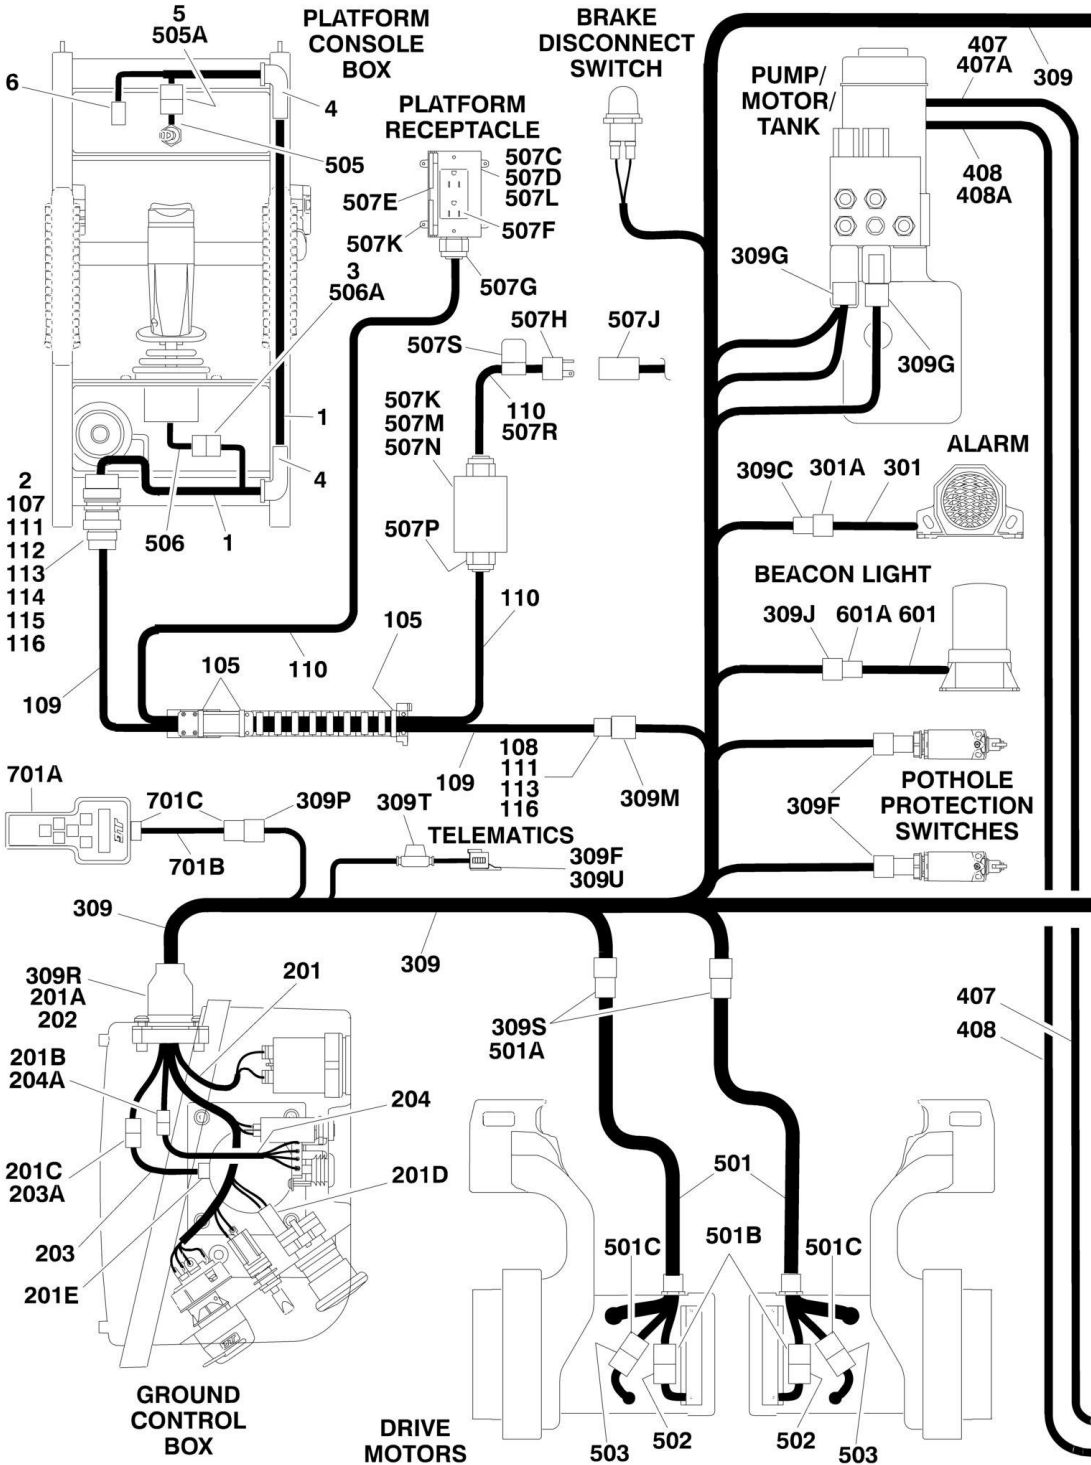 5
505A
PLATFORM
CONSOLE
BOX
BRAKE
DISCONNECT
SWITCH
407
407A
309
6
4
PLATFORM
RECEPTACLE
PUMP/
MOTOR/
TANK
505
507C
507D
507L
507E
507F
507K
408
408A
309G
3
506A
507G
507H
507J
507S
309G
507K
507M
507N
110
507R
1
4
ALARM
309C
301A
301
2
107
111
112
113
114
115
116
506
1
507P
BEACON LIGHT
110
105
309J
601A
601
105
110
109
108
111
113
116
109
309M
701A
701C
309P
309T
TELEMATICS
309F
POTHOLE
PROTECTION
SWITCHES
701B
309F
309U
JLG
309
309
309R
201A
202
201
309S
501A
407
408
201B
204A
204
201C
203A
501
201D
203
501C
501B
501C
201E
GROUND
CONTROL
BOX
DRIVE
MOTORS
503
502
502
503